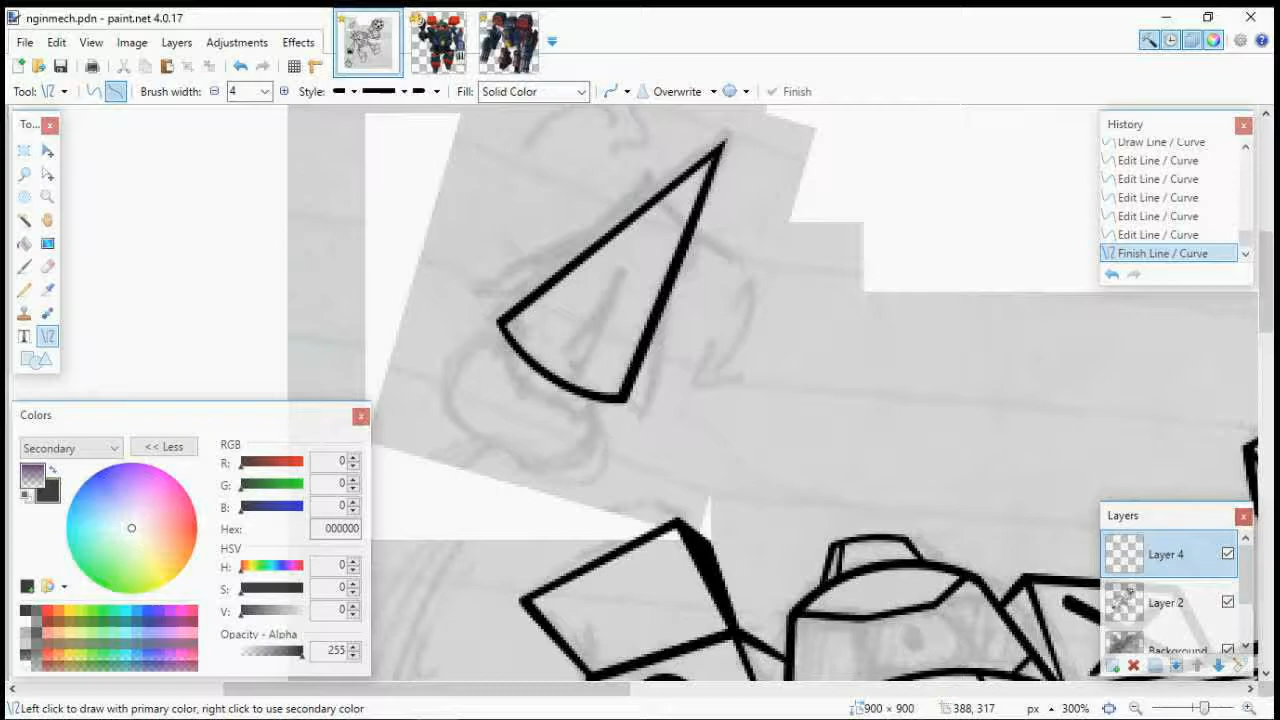 nginmech.pdn - paint.net 4.0.17
File Edit View Image Layers Adjustments Effects
Tool: Brush width: 4 Style: Fill: Solid Color Overwrite Finish
To...
History
Draw Line / Curve
Edit Line / Curve
Edit Line / Curve
Edit Line / Curve
Edit Line / Curve
Edit Line / Curve
Finish Line / Curve
Colors
Secondary
<< Less
RGB
R: 0
G: 0
B: 0
Hex: 000000
HSV
H: 0
S: 0
V: 0
Opacity - Alpha
255
Layers
Layer 4
Layer 2
Background
Left click to draw with primary color, right click to use secondary color 900 × 900 388, 317 px 300%